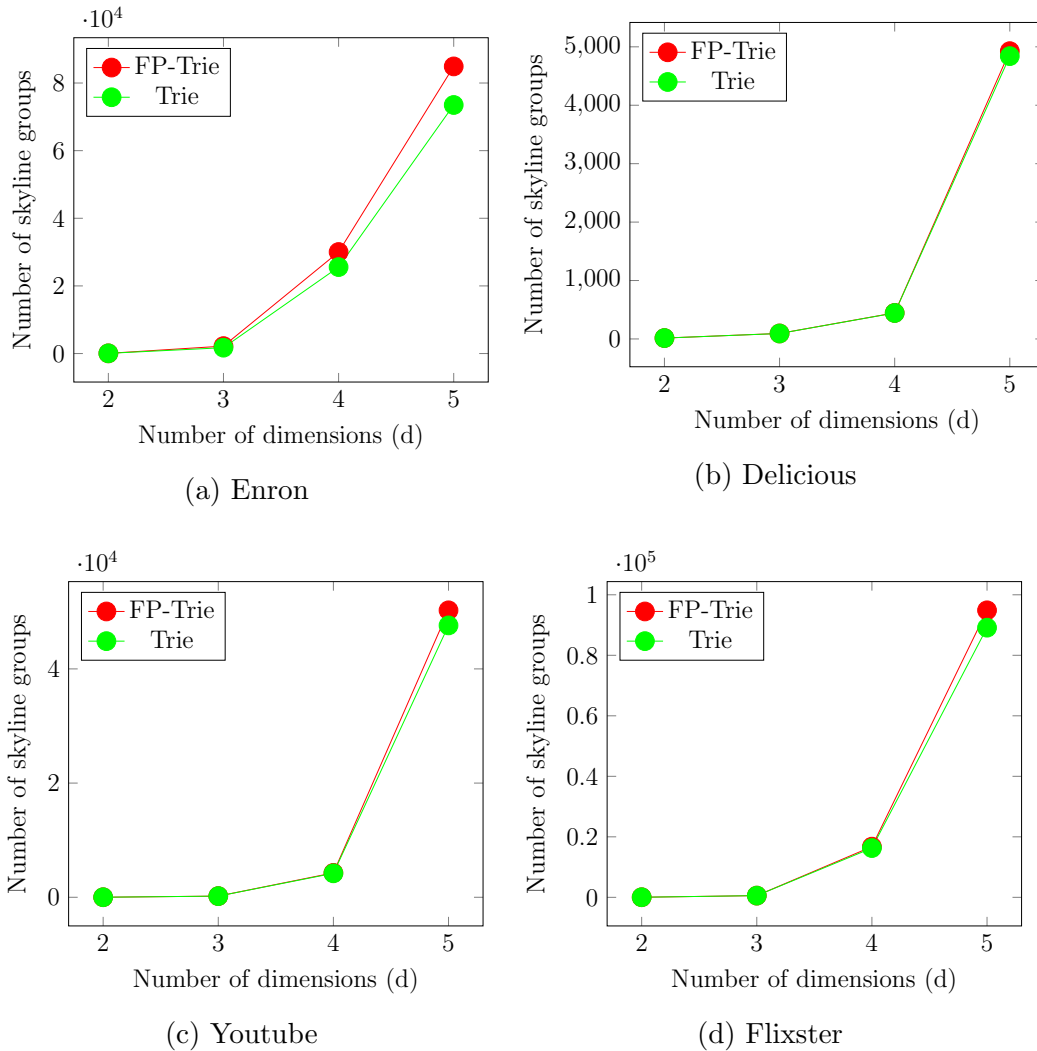 ·10^4
Number of skyline groups
8
6
4
2
0
FP-Trie
Trie
2 3 4 5
Number of dimensions (d)
(a) Enron
Number of skyline groups
5,000
4,000
3,000
2,000
1,000
0
FP-Trie
Trie
2 3 4 5
Number of dimensions (d)
(b) Delicious
·10^4
Number of skyline groups
4
2
0
FP-Trie
Trie
2 3 4 5
Number of dimensions (d)
(c) Youtube
·10^5
Number of skyline groups
1
0.8
0.6
0.4
0.2
0
FP-Trie
Trie
2 3 4 5
Number of dimensions (d)
(d) Flixster